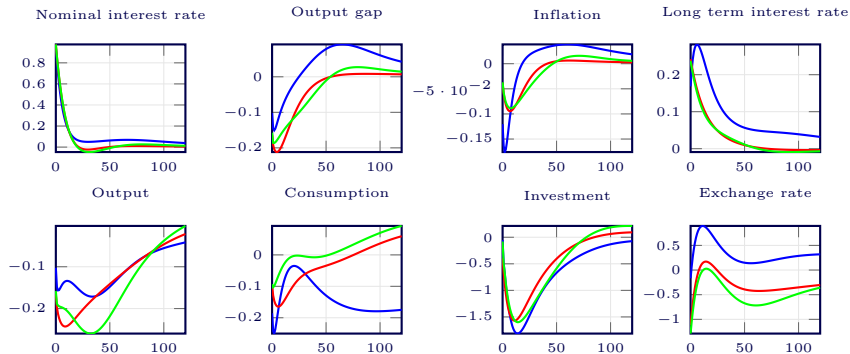 Nominal interest rate
Output gap
Inflation
Long term interest rate
0.8
0.6
0.4
0.2
0
0 50 100
0
−0.1
−0.2
0 50 100
0
−5 · 10−2
−0.1
−0.15
0 50 100
0.2
0.1
0
0 50 100
Output
Consumption
Investment
Exchange rate
−0.1
−0.2
0 50 100
0
−0.1
−0.2
0 50 100
0
−0.5
−1
−1.5
0 50 100
0.5
0
−0.5
−1
0 50 100